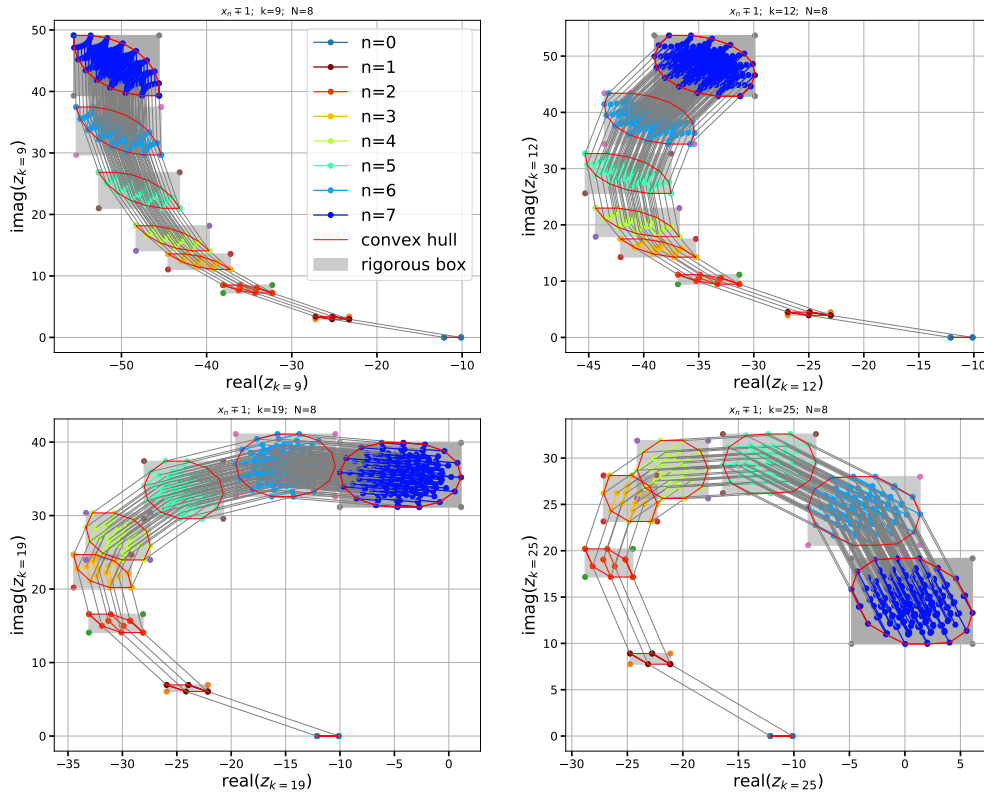 xₙ ∓ 1; k=9; N=8
imag(z_{k=9})
50
40
30
20
10
0
−50
−40
−30
−20
−10
real(z_{k=9})
n=0
n=1
n=2
n=3
n=4
n=5
n=6
n=7
convex hull
rigorous box
xₙ ∓ 1; k=12; N=8
imag(z_{k=12})
50
40
30
20
10
0
−45
−40
−35
−30
−25
−20
−15
−10
real(z_{k=12})
xₙ ∓ 1; k=19; N=8
imag(z_{k=19})
40
30
20
10
0
−35
−30
−25
−20
−15
−10
−5
0
real(z_{k=19})
xₙ ∓ 1; k=25; N=8
imag(z_{k=25})
30
25
20
15
10
5
0
−30
−25
−20
−15
−10
−5
0
5
real(z_{k=25})